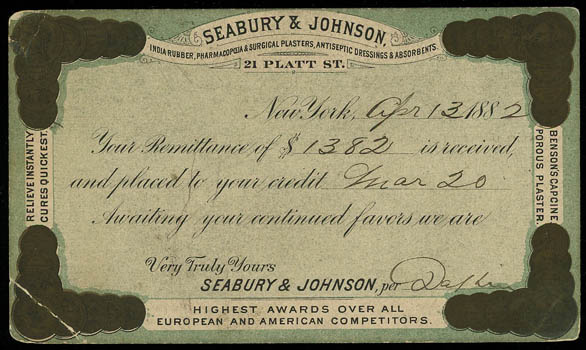 SEABURY & JOHNSON,
INDIA RUBBER, PHARMACOPŒIA & SURGICAL PLASTERS, ANTISEPTIC DRESSINGS & ABSORBENTS.
21 PLATT ST.
New York, Apr 13 1882
Your Remittance of $ 1382 is received,
and placed to your credit Mar 20
Awaiting your continued favors we are
Very Truly Yours
SEABURY & JOHNSON, per
RELIEVE INSTANTLY
CURES QUICKEST.
BENSON'S CAPCINE
POROUS PLASTER.
HIGHEST AWARDS OVER ALL
EUROPEAN AND AMERICAN COMPETITORS.